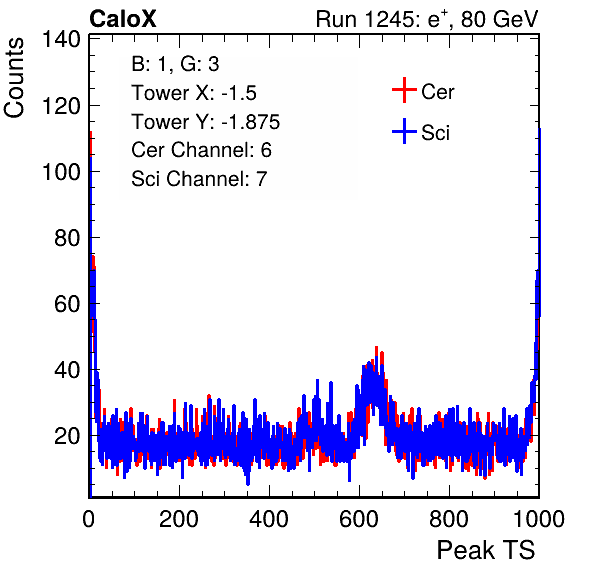 CaloX Run 1245: e⁺, 80 GeV
Counts
140
120
100
80
60
40
20
B: 1, G: 3
Tower X: -1.5
Tower Y: -1.875
Cer Channel: 6
Sci Channel: 7
Cer
Sci
0 200 400 600 800 1000
Peak TS